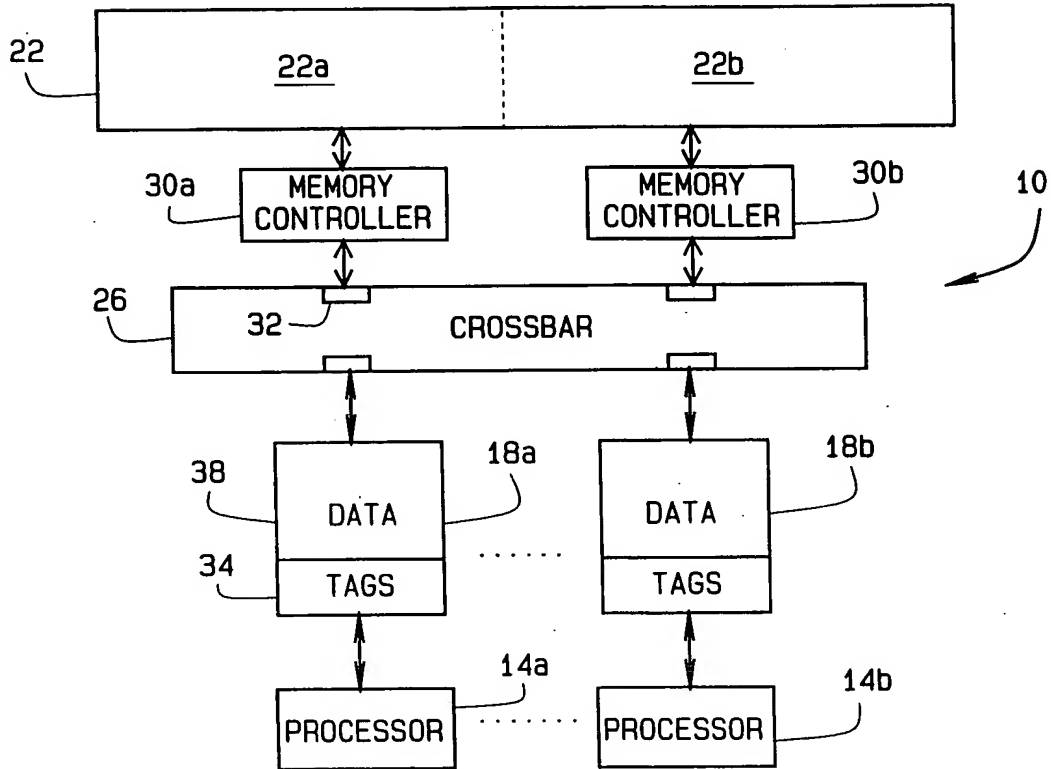 22
22a
22b
30a
MEMORY
CONTROLLER
MEMORY
CONTROLLER
30b
10
26
32
CROSSBAR
38
DATA
18a
DATA
18b
34
TAGS
TAGS
14a
PROCESSOR
PROCESSOR
14b